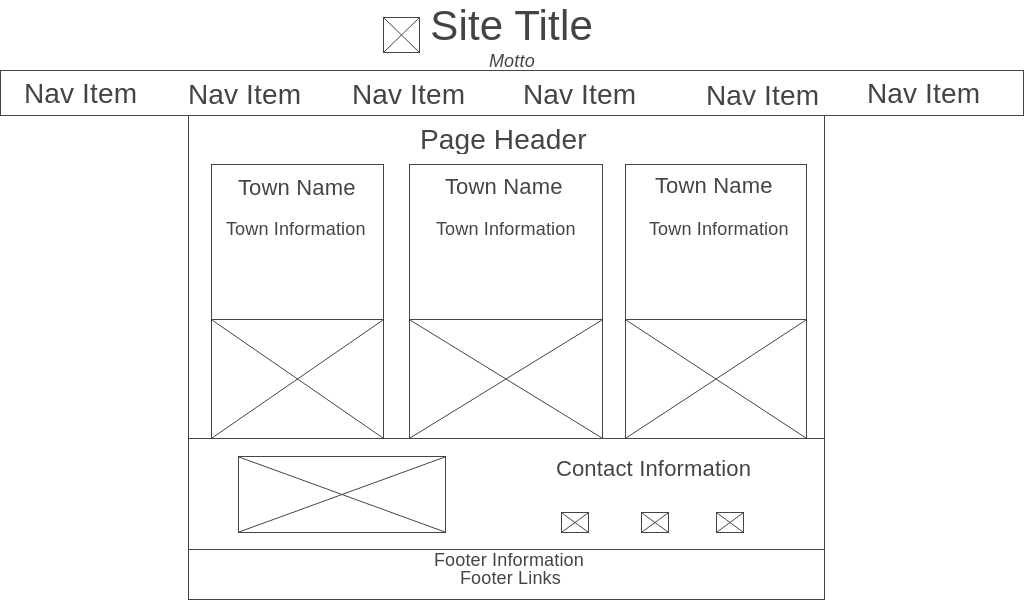 Site Title
Motto
Nav Item Nav Item Nav Item Nav Item Nav Item Nav Item
Page Header
Town Name Town Name Town Name
Town Information Town Information Town Information
Contact Information
Footer Information
Footer Links